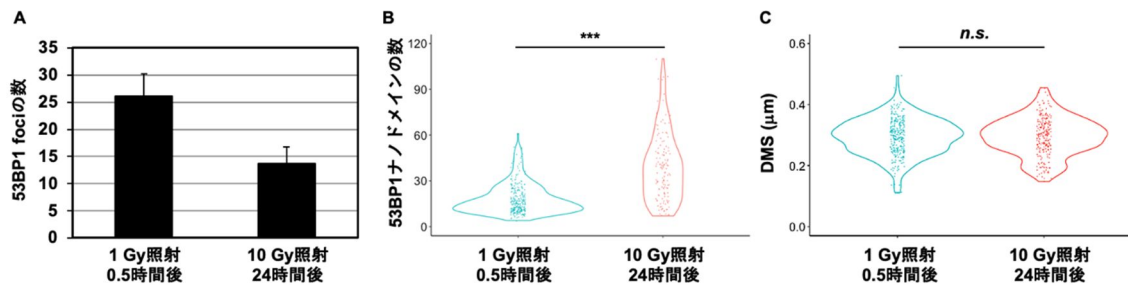 A
53BP1 fociの数
35
30
25
20
15
10
5
0
1 Gy照射
0.5時間後
10 Gy照射
24時間後
B
53BP1ナノドメインの数
120
90
60
30
0
***
1 Gy照射
0.5時間後
10 Gy照射
24時間後
C
DMS (μm)
0.6
0.4
0.2
0.0
n.s.
1 Gy照射
0.5時間後
10 Gy照射
24時間後